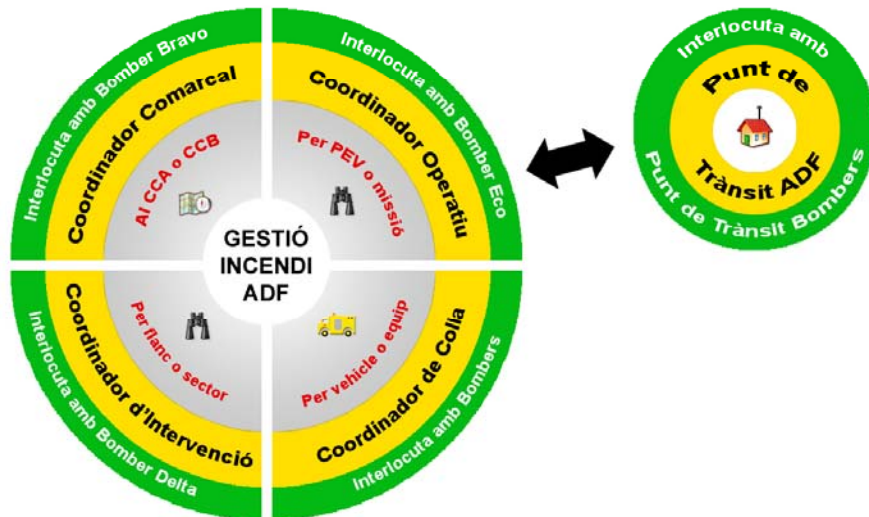 Interlocuta amb Bomber Bravo
Coordinador Comarcal
Al CCA o CCB
Interlocuta amb Bomber Eco
Coordinador Operatiu
Per PEV o missió
GESTIÓ
INCENDI
ADF
Per flanc o sector
Coordinador d'Intervenció
Interlocuta amb Bomber Delta
Per vehicle o equip
Coordinador de Colla
Interlocuta amb Bombers
Interlocuta amb
Punt de
Trànsit ADF
Punt de Trànsit Bombers